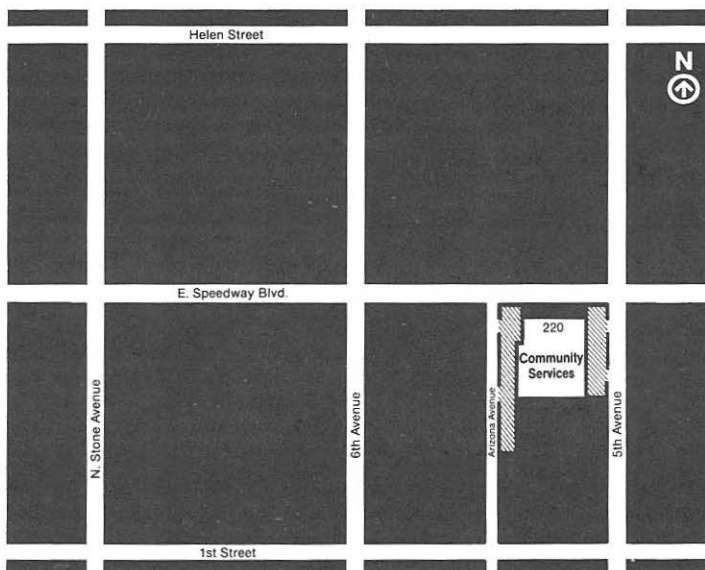 Helen Street
N
E. Speedway Blvd.
220
Community
Services
N. Stone Avenue
6th Avenue
Arizona Avenue
5th Avenue
1st Street